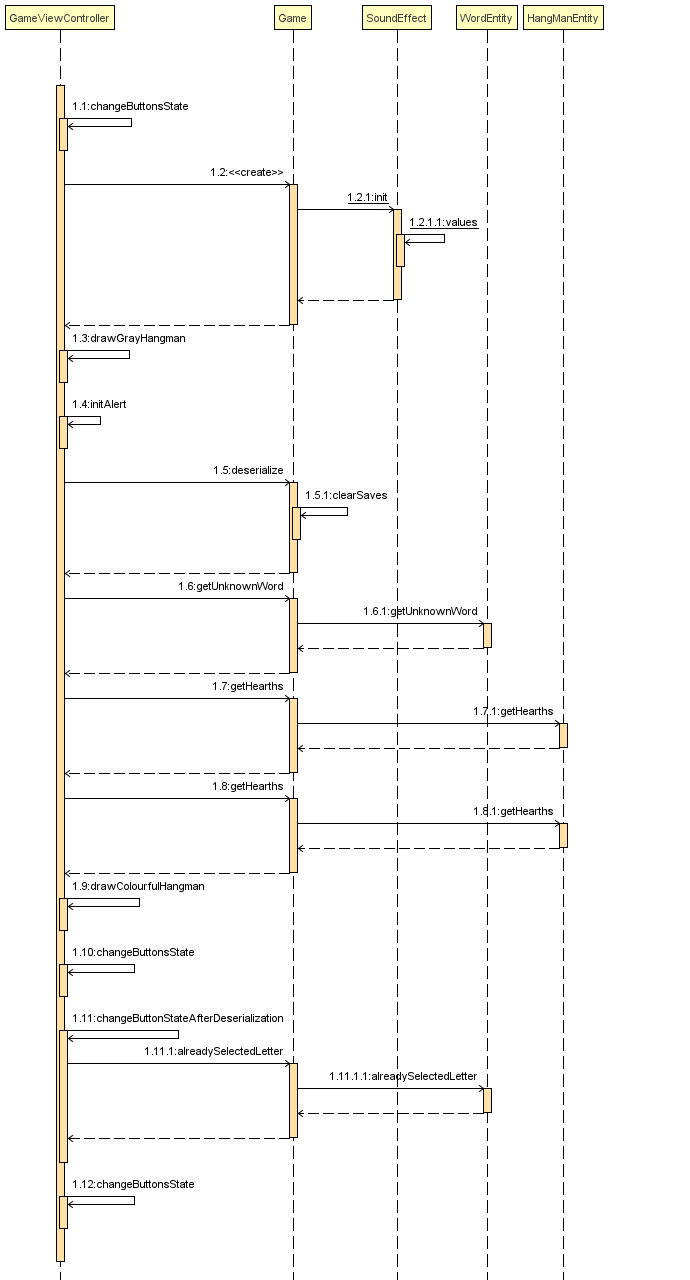 GameViewController Game SoundEffect WordEntity HangManEntity
1.1:changeButtonsState
1.2:<<create>>
1.2.1:init
1.2.1.1:values
1.3:drawGrayHangman
1.4:initAlert
1.5:deserialize
1.5.1:clearSaves
1.6:getUnknownWord
1.6.1:getUnknownWord
1.7:getHearths
1.7.1:getHearths
1.8:getHearths
1.8.1:getHearths
1.9:drawColourfulHangman
1.10:changeButtonsState
1.11:changeButtonStateAfterDeserialization
1.11.1:alreadySelectedLetter
1.11.1.1:alreadySelectedLetter
1.12:changeButtonsState